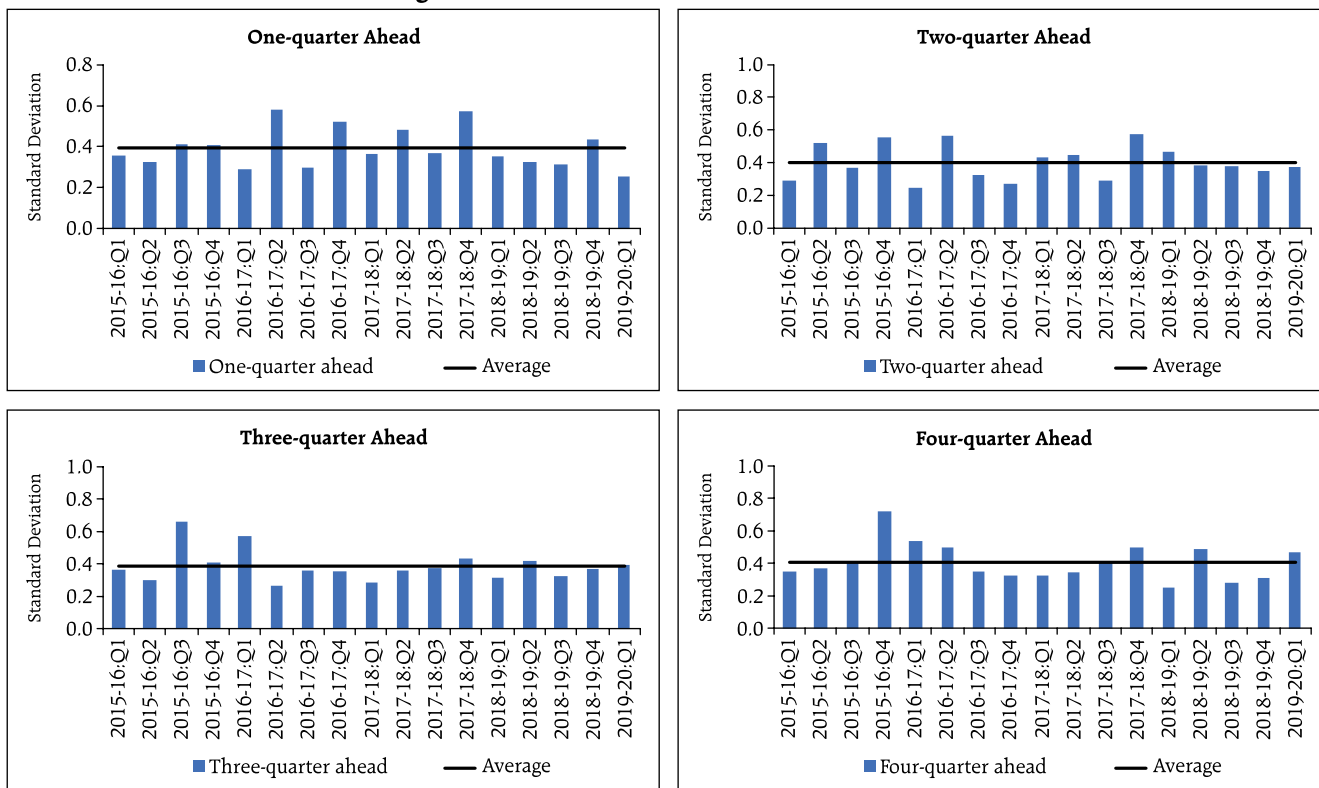 One-quarter Ahead
Standard Deviation
0.8
0.6
0.4
0.2
0.0
2015-16:Q1
2015-16:Q2
2015-16:Q3
2015-16:Q4
2016-17:Q1
2016-17:Q2
2016-17:Q3
2016-17:Q4
2017-18:Q1
2017-18:Q2
2017-18:Q3
2017-18:Q4
2018-19:Q1
2018-19:Q2
2018-19:Q3
2018-19:Q4
2019-20:Q1
One-quarter ahead Average
Two-quarter Ahead
Standard Deviation
1.0
0.8
0.6
0.4
0.2
0.0
2015-16:Q1
2015-16:Q2
2015-16:Q3
2015-16:Q4
2016-17:Q1
2016-17:Q2
2016-17:Q3
2016-17:Q4
2017-18:Q1
2017-18:Q2
2017-18:Q3
2017-18:Q4
2018-19:Q1
2018-19:Q2
2018-19:Q3
2018-19:Q4
2019-20:Q1
Two-quarter ahead Average
Three-quarter Ahead
Standard Deviation
1.0
0.8
0.6
0.4
0.2
0.0
2015-16:Q1
2015-16:Q2
2015-16:Q3
2015-16:Q4
2016-17:Q1
2016-17:Q2
2016-17:Q3
2016-17:Q4
2017-18:Q1
2017-18:Q2
2017-18:Q3
2017-18:Q4
2018-19:Q1
2018-19:Q2
2018-19:Q3
2018-19:Q4
2019-20:Q1
Three-quarter ahead Average
Four-quarter Ahead
Standard Deviation
1.0
0.8
0.6
0.4
0.2
0.0
2015-16:Q1
2015-16:Q2
2015-16:Q3
2015-16:Q4
2016-17:Q1
2016-17:Q2
2016-17:Q3
2016-17:Q4
2017-18:Q1
2017-18:Q2
2017-18:Q3
2017-18:Q4
2018-19:Q1
2018-19:Q2
2018-19:Q3
2018-19:Q4
2019-20:Q1
Four-quarter ahead Average